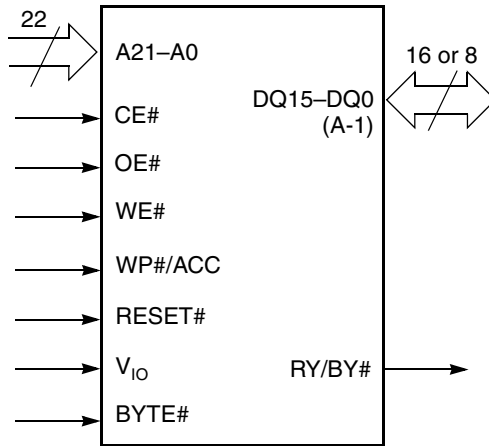 22
A21–A0
16 or 8
DQ15–DQ0
(A-1)
CE#
OE#
WE#
WP#/ACC
RESET#
VIO
RY/BY#
BYTE#